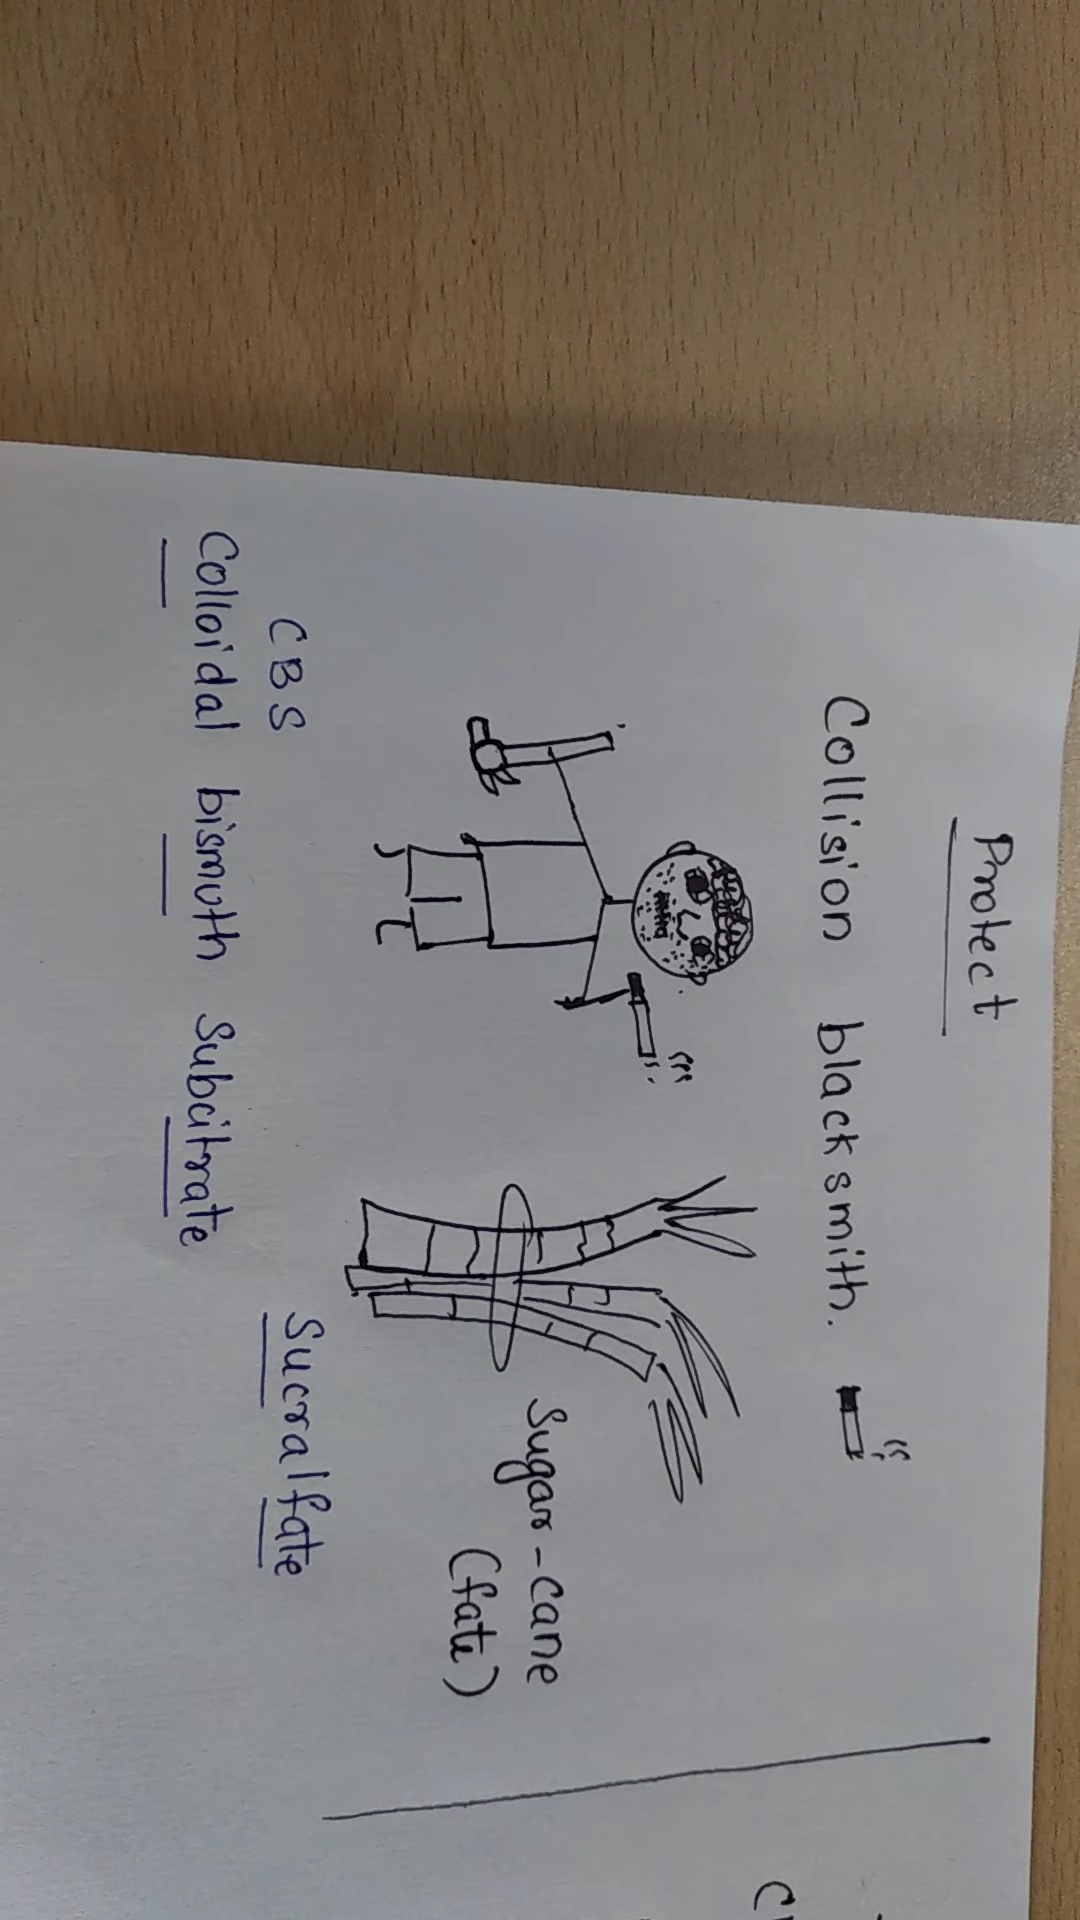 Protect
Collision blacksmith.
Sugar-cane
(fate)
CBS
Colloidal bismuth Subcitrate
Sucralfate